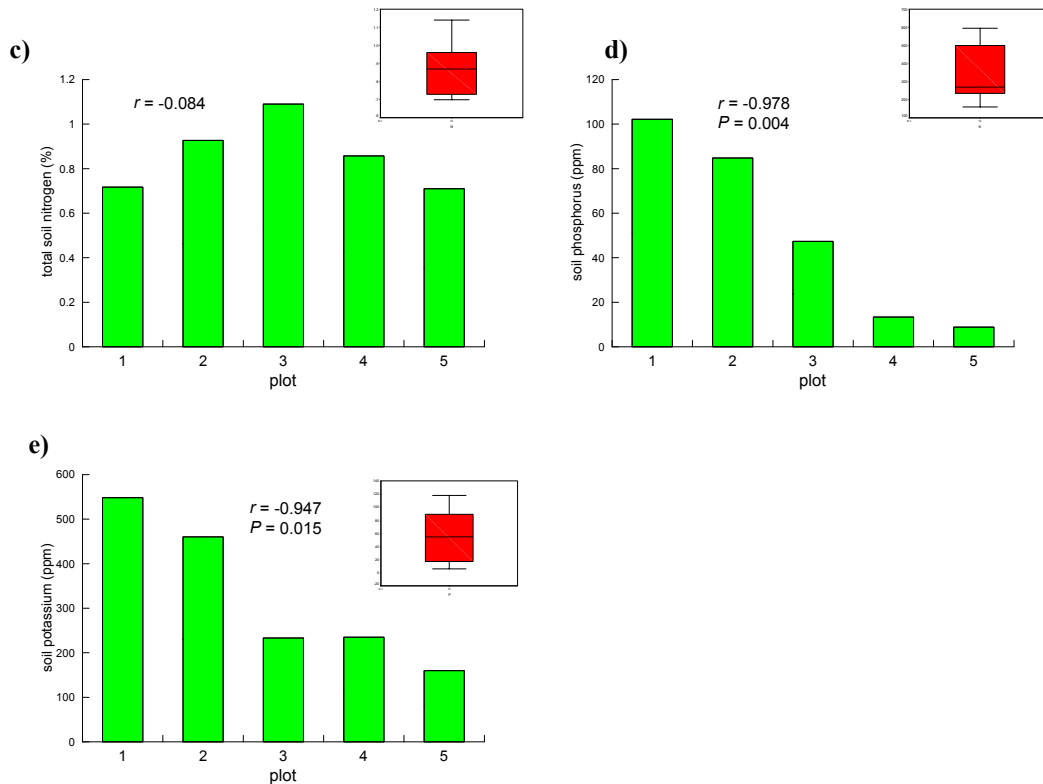 c)
r = -0.084
total soil nitrogen (%)
1.2
1
0.8
0.6
0.4
0.2
0
1 2 3 4 5
plot
d)
r = -0.978
P = 0.004
soil phosphorus (ppm)
120
100
80
60
40
20
0
1 2 3 4 5
plot
e)
r = -0.947
P = 0.015
soil potassium (ppm)
600
500
400
300
200
100
0
1 2 3 4 5
plot